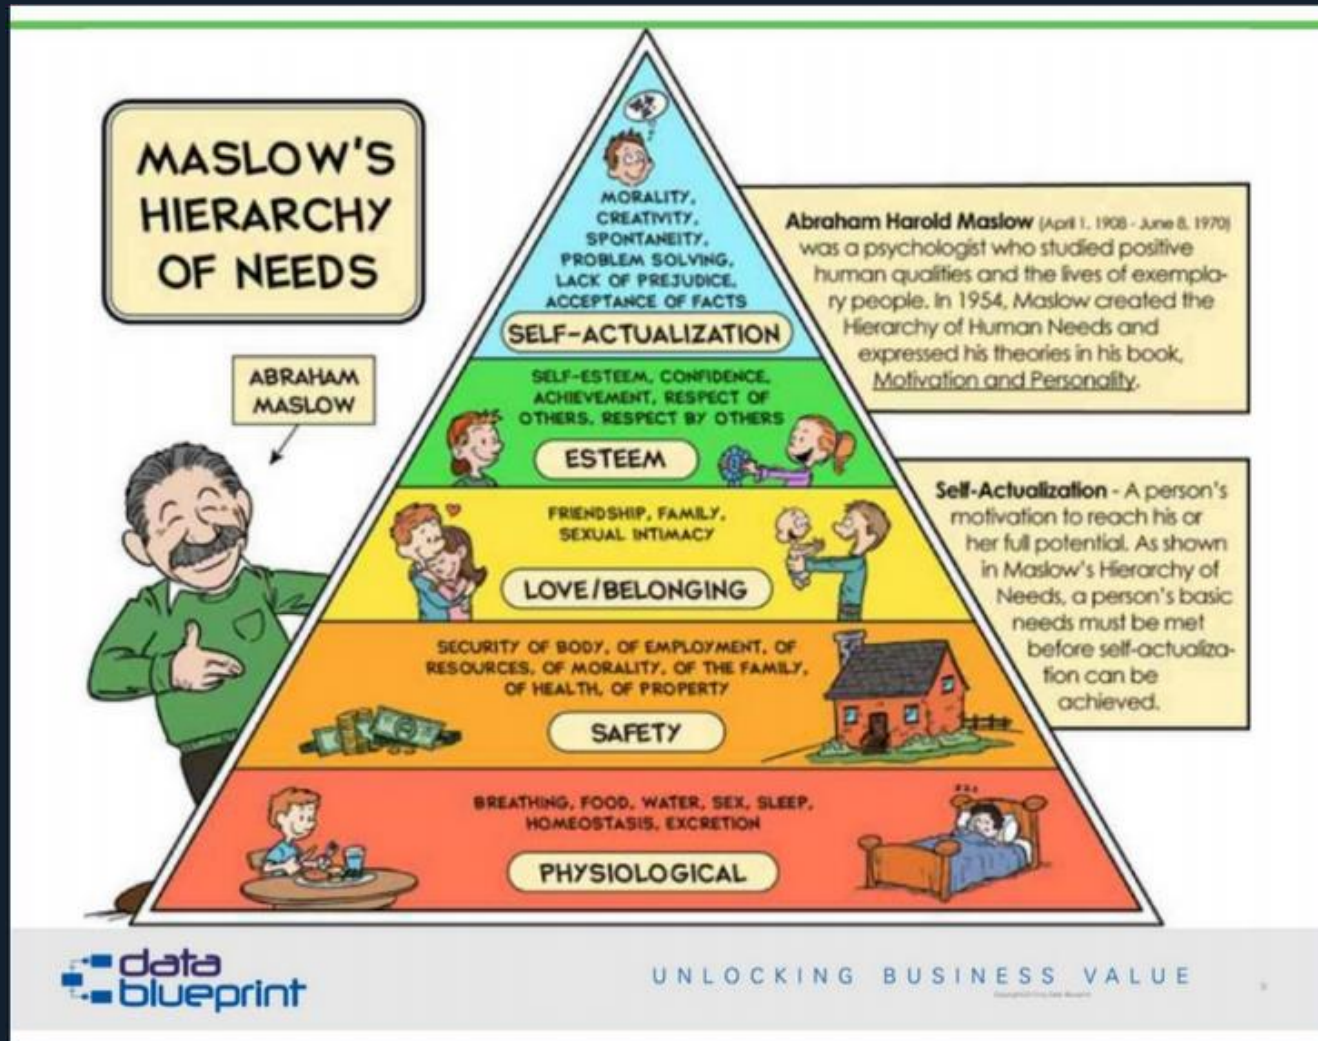 MASLOW'S
HIERARCHY
OF NEEDS
ABRAHAM
MASLOW
MORALITY,
CREATIVITY,
SPONTANEITY,
PROBLEM SOLVING,
LACK OF PREJUDICE,
ACCEPTANCE OF FACTS
SELF-ACTUALIZATION
SELF-ESTEEM, CONFIDENCE,
ACHIEVEMENT, RESPECT OF
OTHERS, RESPECT BY OTHERS
ESTEEM
FRIENDSHIP, FAMILY,
SEXUAL INTIMACY
LOVE/BELONGING
SECURITY OF BODY, OF EMPLOYMENT, OF
RESOURCES, OF MORALITY, OF THE FAMILY,
OF HEALTH, OF PROPERTY
SAFETY
BREATHING, FOOD, WATER, SEX, SLEEP,
HOMEOSTASIS, EXCRETION
PHYSIOLOGICAL
Abraham Harold Maslow (April 1, 1908 - June 8, 1970)
was a psychologist who studied positive
human qualities and the lives of exempla-
ry people. In 1954, Maslow created the
Hierarchy of Human Needs and
expressed his theories in his book,
Motivation and Personality.
Self-Actualization - A person's
motivation to reach his or
her full potential. As shown
in Maslow's Hierarchy of
Needs, a person's basic
needs must be met
before self-actualiza-
tion can be
achieved.
data
blueprint
UNLOCKING BUSINESS VALUE